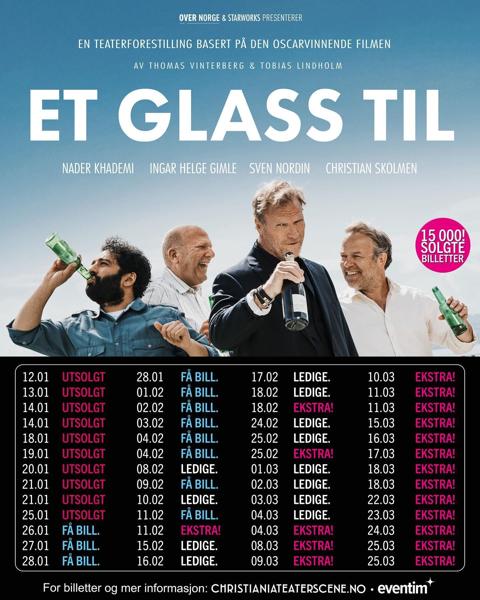 OVER NORGE & STARWORKS PRESENTERER
EN TEATERFORESTILLING BASERT PÅ DEN OSCARVINNENDE FILMEN
AV THOMAS VINTERBERG & TOBIAS LINDHOLM
ET GLASS TIL
NADER KHADEMI INGAR HELGE GIMLE SVEN NORDIN CHRISTIAN SKOLMEN
15 000!
SOLGTE
BILLETTER
12.01 UTSOLGT 28.01 FÅ BILL. 17.02 LEDIGE. 10.03 EKSTRA!
13.01 UTSOLGT 01.02 FÅ BILL. 18.02 LEDIGE. 11.03 EKSTRA!
14.01 UTSOLGT 02.02 FÅ BILL. 18.02 EKSTRA! 11.03 EKSTRA!
14.01 UTSOLGT 03.02 FÅ BILL. 24.02 LEDIGE. 15.03 EKSTRA!
18.01 UTSOLGT 04.02 FÅ BILL. 25.02 LEDIGE. 16.03 EKSTRA!
19.01 UTSOLGT 04.02 FÅ BILL. 25.02 EKSTRA! 17.03 EKSTRA!
20.01 UTSOLGT 08.02 LEDIGE. 01.03 LEDIGE. 18.03 EKSTRA!
21.01 UTSOLGT 09.02 FÅ BILL. 02.03 LEDIGE. 18.03 EKSTRA!
21.01 UTSOLGT 10.02 LEDIGE. 03.03 LEDIGE. 22.03 EKSTRA!
25.01 UTSOLGT 11.02 FÅ BILL. 04.03 LEDIGE. 23.03 EKSTRA!
26.01 FÅ BILL. 11.02 EKSTRA! 04.03 EKSTRA! 24.03 EKSTRA!
27.01 FÅ BILL. 15.02 LEDIGE. 08.03 EKSTRA! 25.03 EKSTRA!
28.01 FÅ BILL. 16.02 LEDIGE. 09.03 EKSTRA! 25.03 EKSTRA!
For billetter og mer informasjon: CHRISTIANIATEATERSCENE.NO • eventim